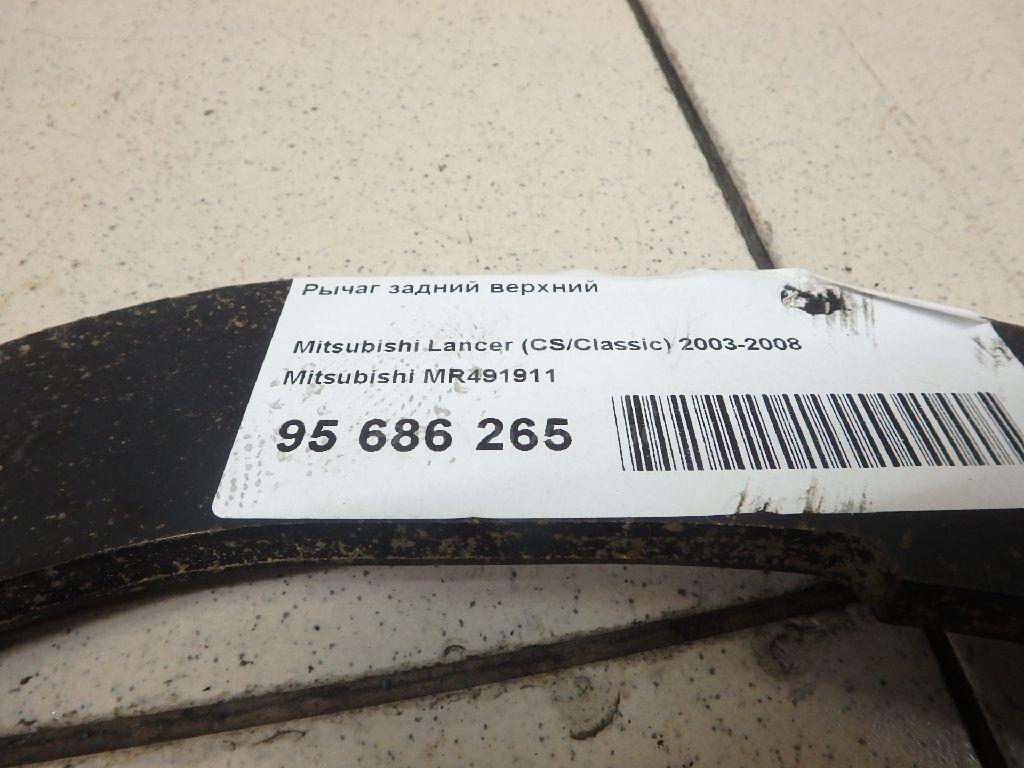 Рычаг задний верхний
Mitsubishi Lancer (CS/Classic) 2003-2008
Mitsubishi MR491911
95 686 265